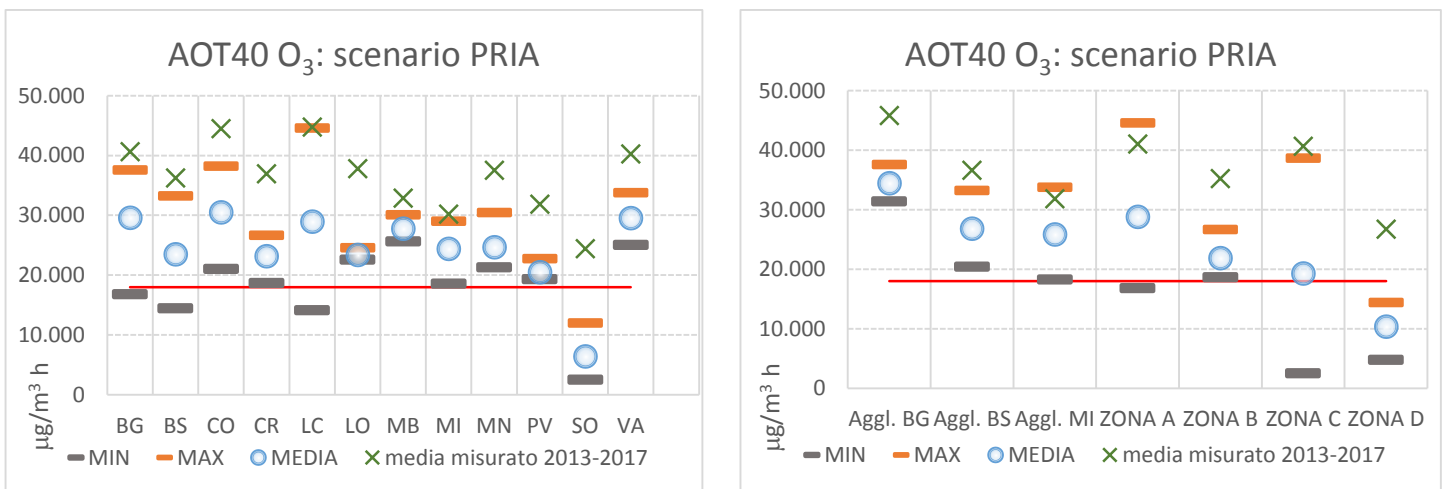 AOT40 O₃: scenario PRIA
50.000
40.000
30.000
20.000
10.000
0
µg/m³ h
BG BS CO CR LC LO MB MI MN PV SO VA
MIN MAX MEDIA media misurato 2013-2017
AOT40 O₃: scenario PRIA
50.000
40.000
30.000
20.000
10.000
0
µg/m³ h
Aggl. BG Aggl. BS Aggl. MI ZONA A ZONA B ZONA C ZONA D
MIN MAX MEDIA media misurato 2013-2017